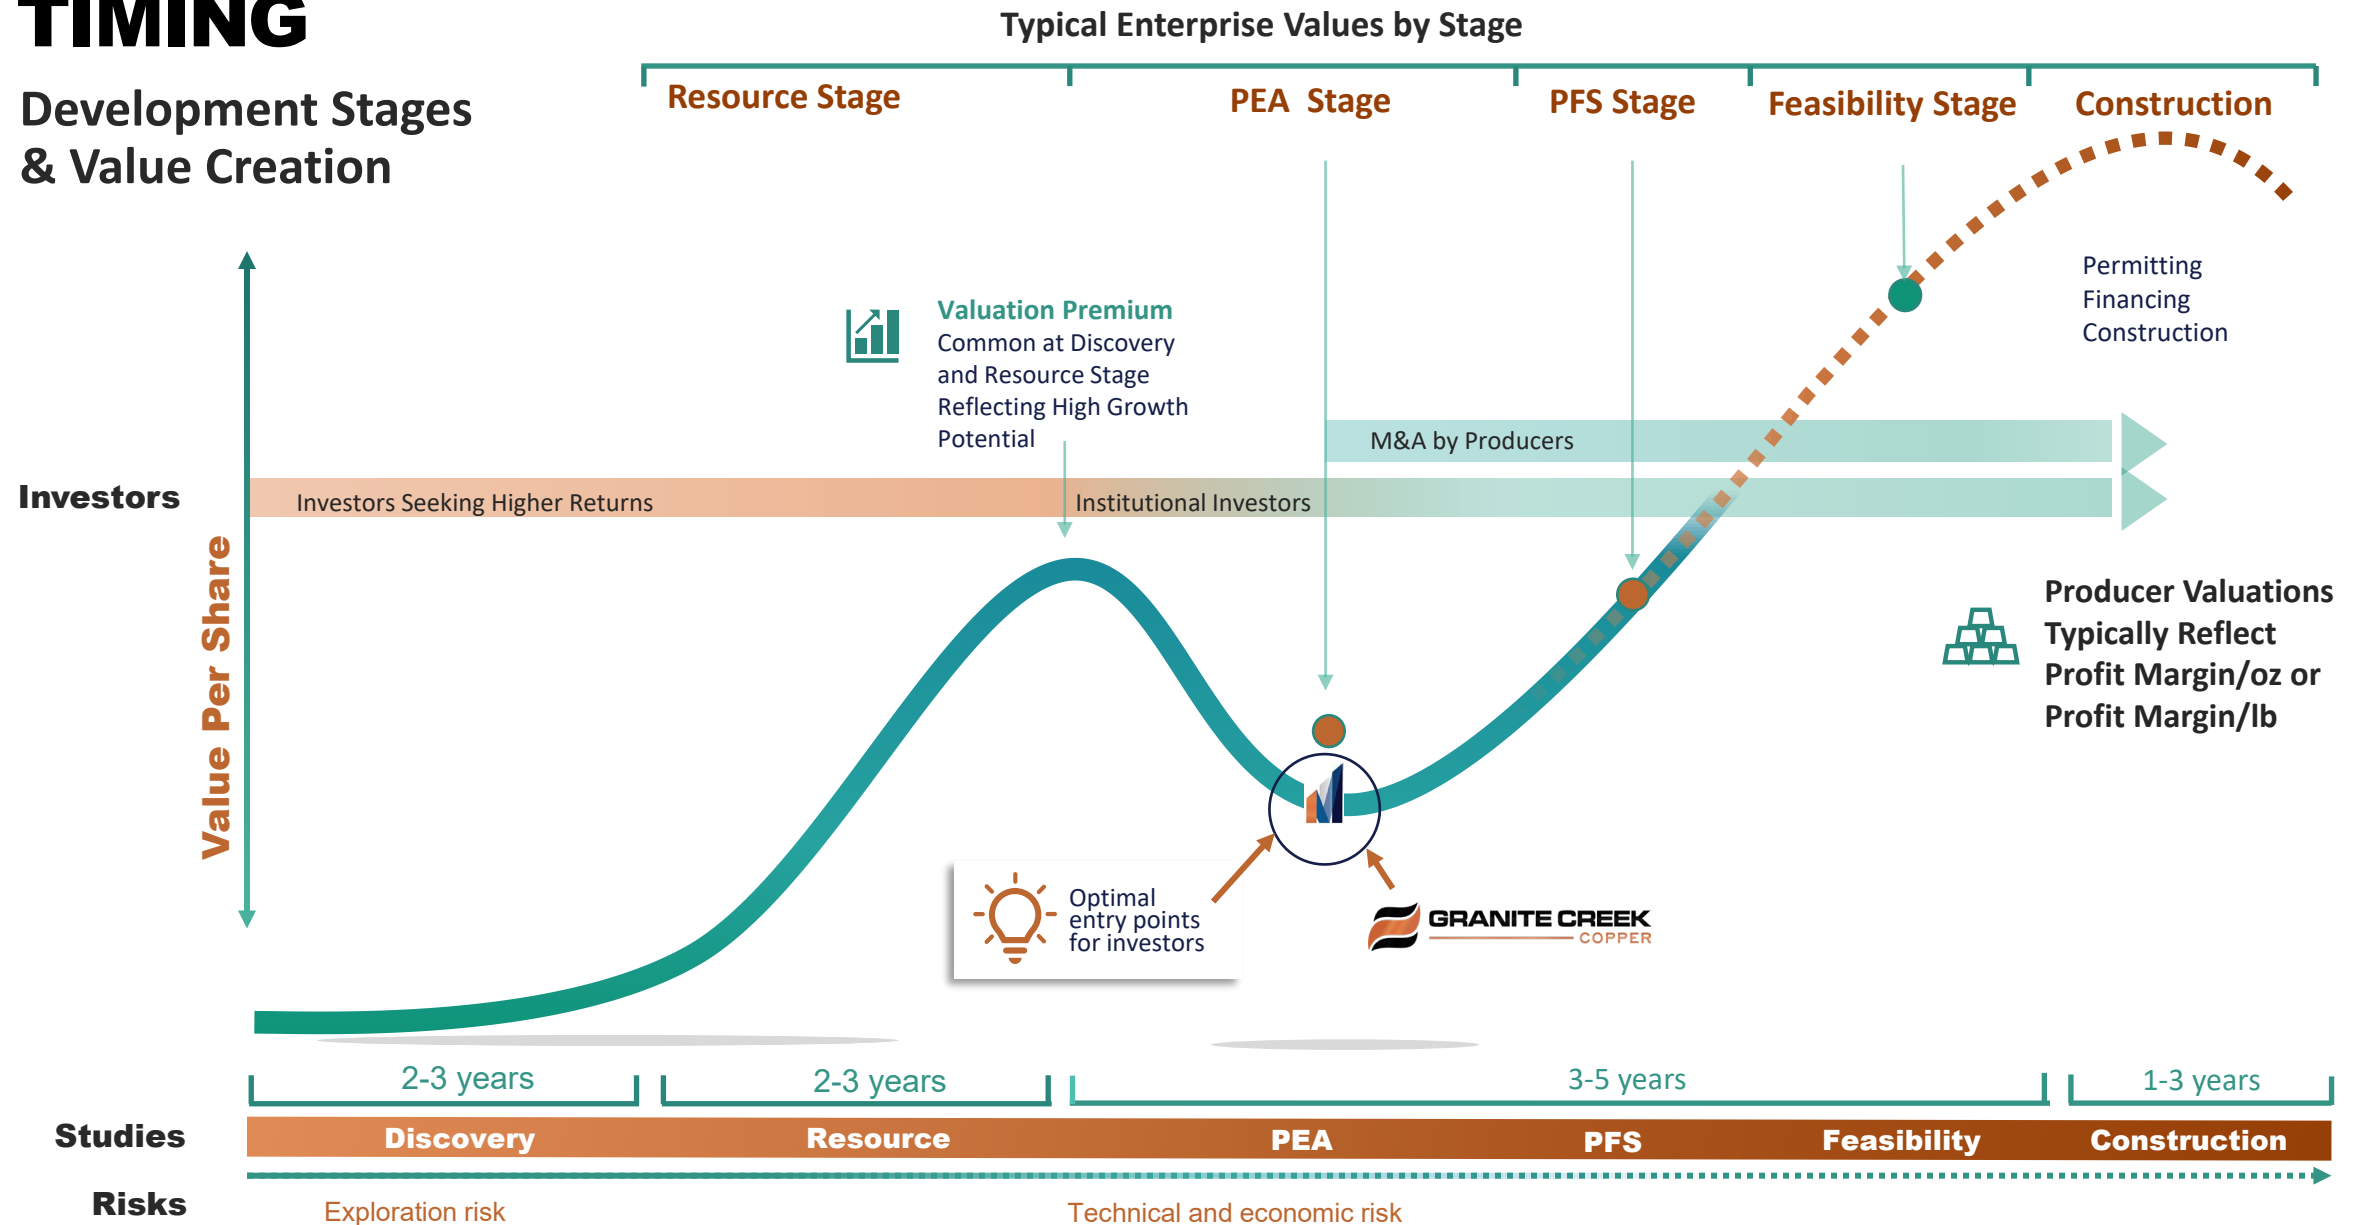 TIMING
Development Stages
& Value Creation
Typical Enterprise Values by Stage
Resource Stage
PEA Stage
PFS Stage
Feasibility Stage
Construction
Valuation Premium
Common at Discovery
and Resource Stage
Reflecting High Growth
Potential
Permitting
Financing
Construction
M&A by Producers
Investors
Investors Seeking Higher Returns
Institutional Investors
Value Per Share
Producer Valuations
Typically Reflect
Profit Margin/oz or
Profit Margin/lb
Optimal
entry points
for investors
GRANITE CREEK
COPPER
2-3 years
2-3 years
3-5 years
1-3 years
Studies
Discovery
Resource
PEA
PFS
Feasibility
Construction
Risks
Exploration risk
Technical and economic risk